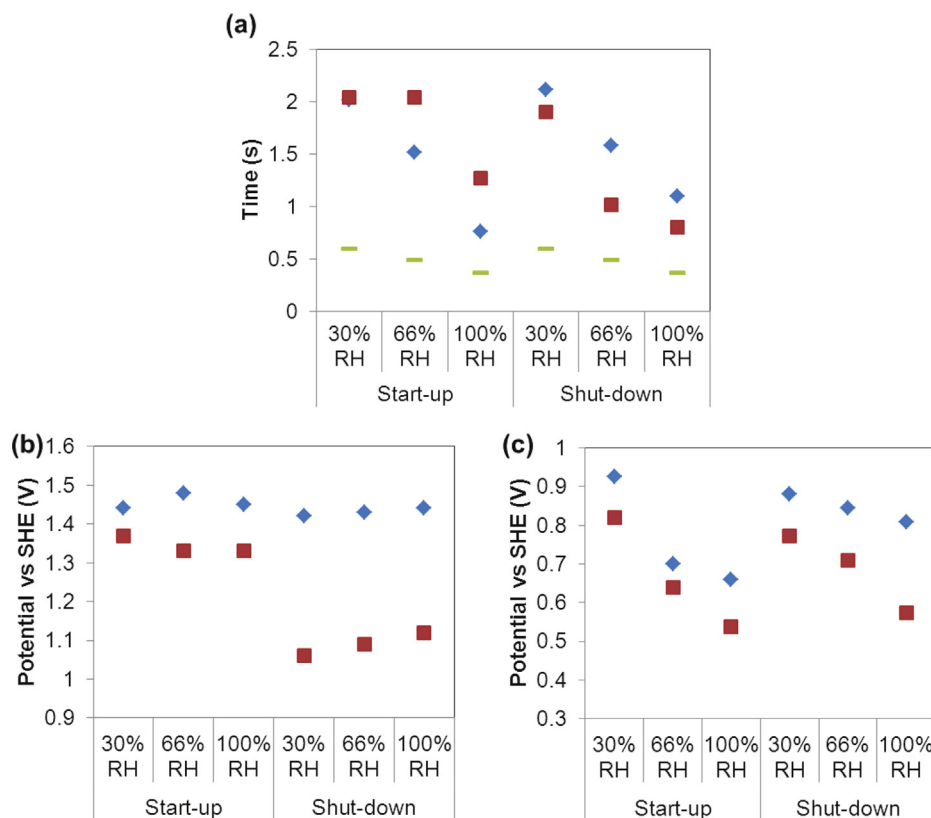 (a)
2.5
2
1.5
1
0.5
0
Time (s)
30% 66% 100% 30% 66% 100%
RH RH RH RH RH RH
Start-up Shut-down
(b)
1.6
1.5
1.4
1.3
1.2
1.1
1
0.9
Potential vs SHE (V)
30% 66% 100% 30% 66% 100%
RH RH RH RH RH RH
Start-up Shut-down
(c)
1
0.9
0.8
0.7
0.6
0.5
0.4
0.3
Potential vs SHE (V)
30% 66% 100% 30% 66% 100%
RH RH RH RH RH RH
Start-up Shut-down